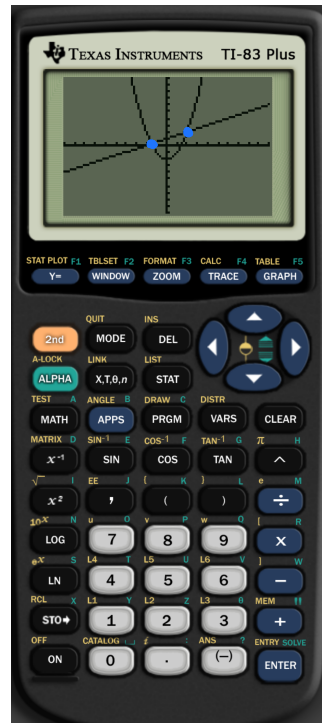 TEXAS INSTRUMENTS TI-83 Plus
STAT PLOT F1 TBLSET F2 FORMAT F3 CALC F4 TABLE F5
Y= WINDOW ZOOM TRACE GRAPH
QUIT INS
2nd MODE DEL
A-LOCK LINK LIST
ALPHA X,T,θ,n STAT
TEST A ANGLE B DRAW C DISTR
MATH APPS PRGM VARS CLEAR
MATRIX D SIN⁻¹ E COS⁻¹ F TAN⁻¹ G π H
x⁻¹ SIN COS TAN ^
√ I EE J { K } L e M
x² , ( ) ÷
10ˣ N u O v P w Q [ R
LOG 7 8 9 x
eˣ S L4 T L5 U L6 V ] W
LN 4 5 6 −
RCL X L1 Y L2 Z L3 θ MEM "
STO➔ 1 2 3 +
OFF CATALOG i : ANS ? ENTRY SOLVE
ON 0 . (−) ENTER